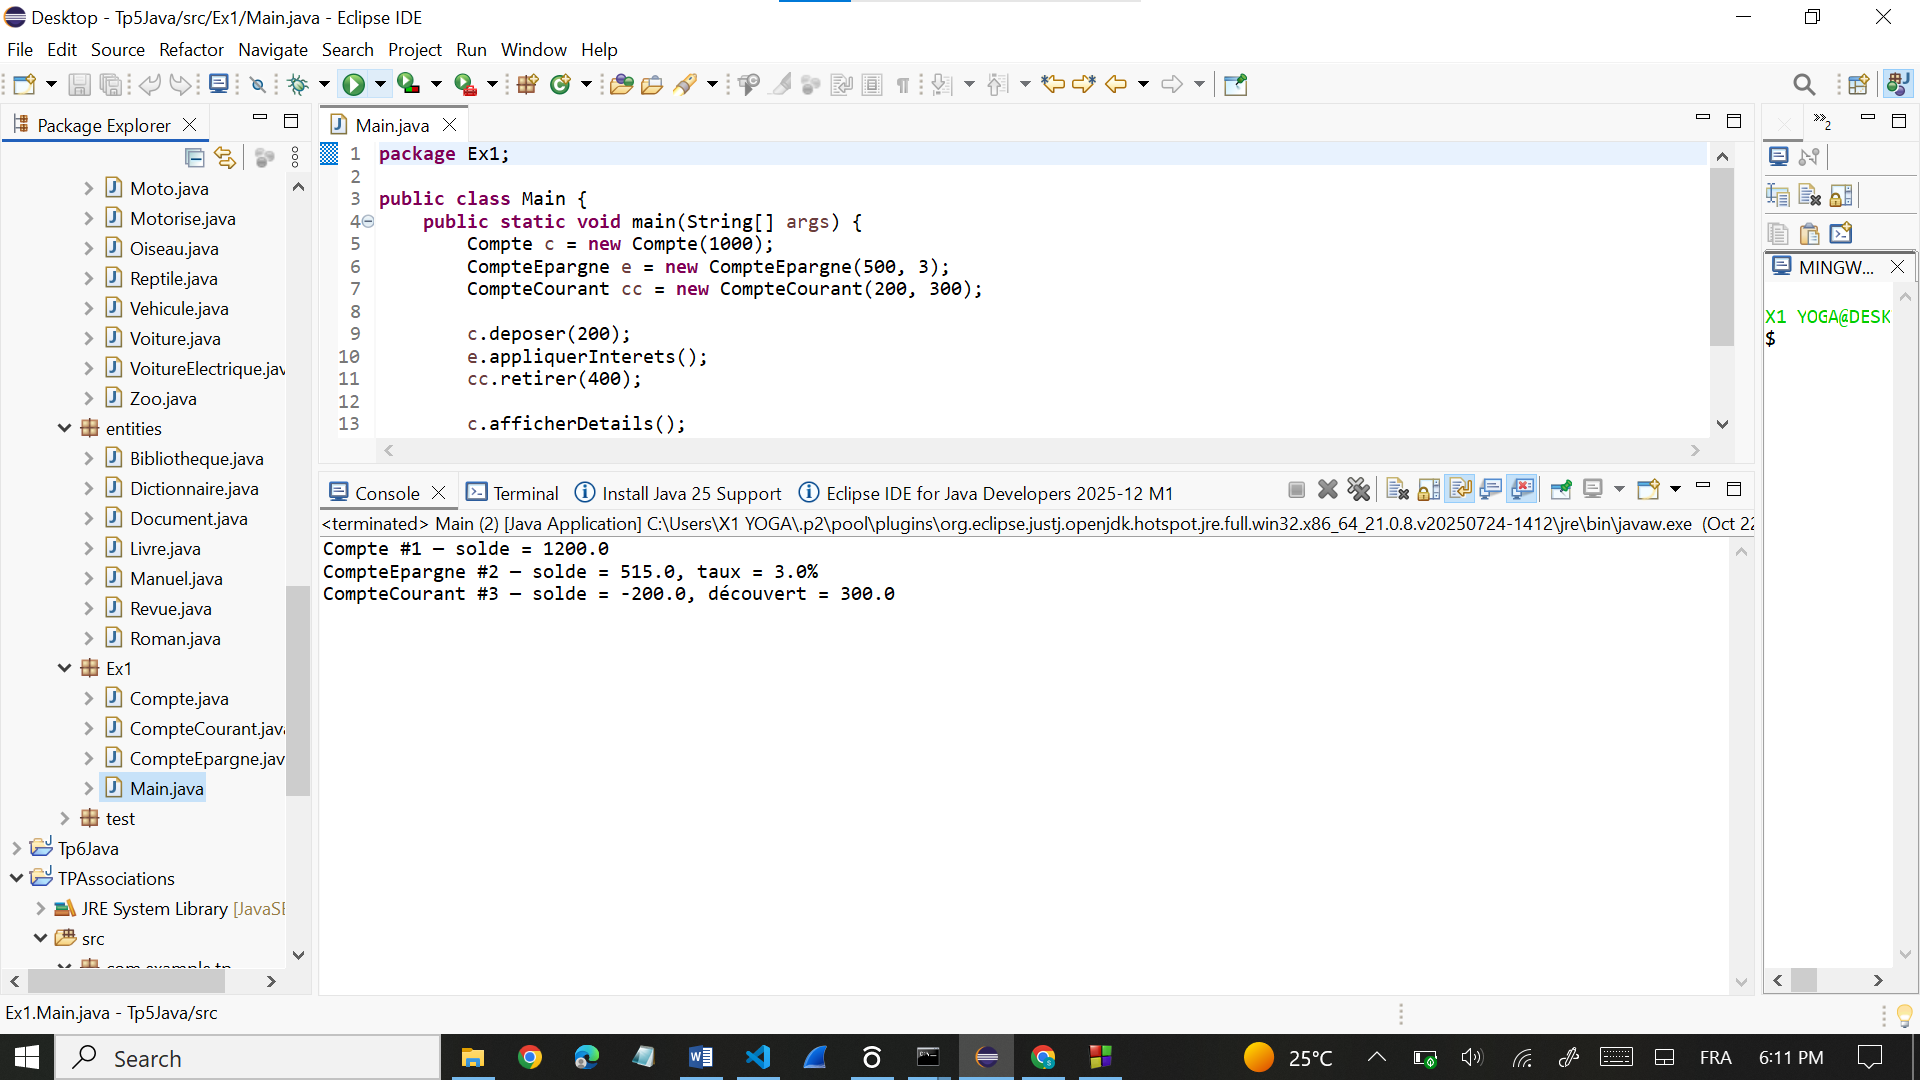 Desktop - Tp5Java/src/Ex1/Main.java - Eclipse IDE
File Edit Source Refactor Navigate Search Project Run Window Help
Package Explorer
Moto.java
Motorise.java
Oiseau.java
Reptile.java
Vehicule.java
Voiture.java
VoitureElectrique.jav
Zoo.java
entities
Bibliotheque.java
Dictionnaire.java
Document.java
Livre.java
Manuel.java
Revue.java
Roman.java
Ex1
Compte.java
CompteCourant.java
CompteEpargne.jav
Main.java
test
Tp6Java
TPAssociations
JRE System Library [JavaSE
src
com.example.tp
Main.java
1 package Ex1;
2
3 public class Main {
4 public static void main(String[] args) {
5 Compte c = new Compte(1000);
6 CompteEpargne e = new CompteEpargne(500, 3);
7 CompteCourant cc = new CompteCourant(200, 300);
8
9 c.deposer(200);
10 e.appliquerInterets();
11 cc.retirer(400);
12
13 c.afficherDetails();
Console Terminal Install Java 25 Support Eclipse IDE for Java Developers 2025-12 M1
<terminated> Main (2) [Java Application] C:\Users\X1 YOGA\.p2\pool\plugins\org.eclipse.justj.openjdk.hotspot.jre.full.win32.x86_64_21.0.8.v20250724-1412\jre\bin\javaw.exe (Oct 22
Compte #1 – solde = 1200.0
CompteEpargne #2 – solde = 515.0, taux = 3.0%
CompteCourant #3 – solde = -200.0, découvert = 300.0
»2
MINGW...
X1 YOGA@DESK
$
Ex1.Main.java - Tp5Java/src
Search
25°C
FRA
6:11 PM